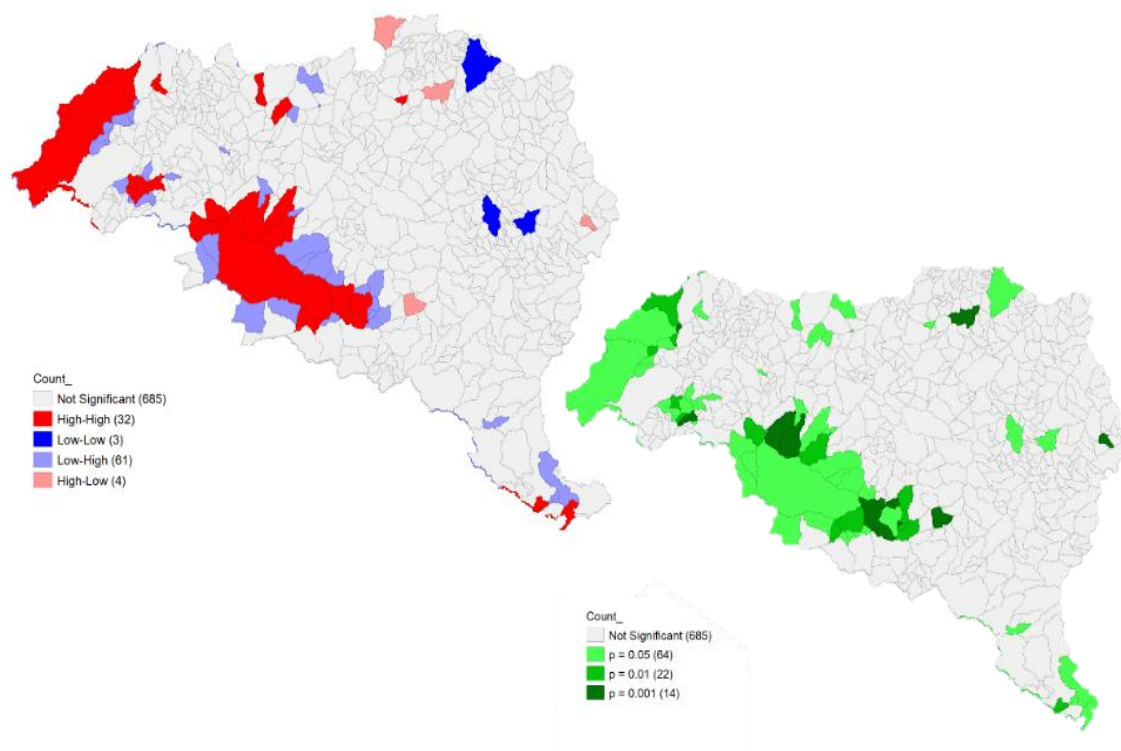 Count_
Not Significant (685)
High-High (32)
Low-Low (3)
Low-High (61)
High-Low (4)
Count_
Not Significant (685)
p = 0.05 (64)
p = 0.01 (22)
p = 0.001 (14)